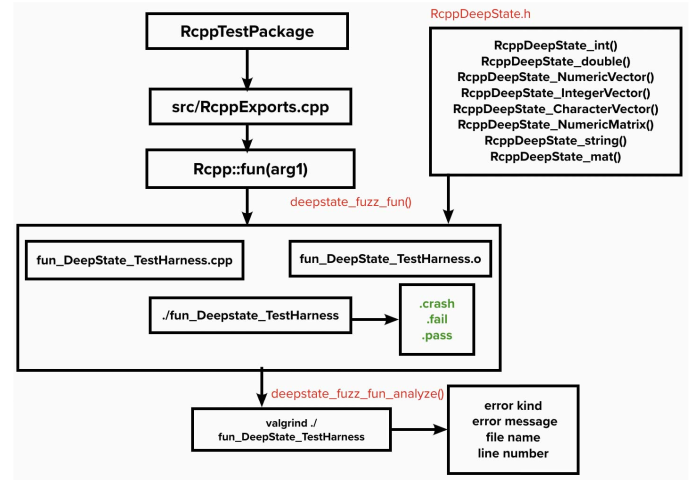 RcppTestPackage
src/RcppExports.cpp
Rcpp::fun(arg1)
RcppDeepState.h
RcppDeepState_int()
RcppDeepState_double()
RcppDeepState_NumericVector()
RcppDeepState_IntegerVector()
RcppDeepState_CharacterVector()
RcppDeepState_NumericMatrix()
RcppDeepState_string()
RcppDeepState_mat()
deepstate_fuzz_fun()
fun_DeepState_TestHarness.cpp
fun_DeepState_TestHarness.o
./fun_Deepstate_TestHarness
.crash
.fail
.pass
deepstate_fuzz_fun_analyze()
valgrind ./
fun_DeepState_TestHarness
error kind
error message
file name
line number